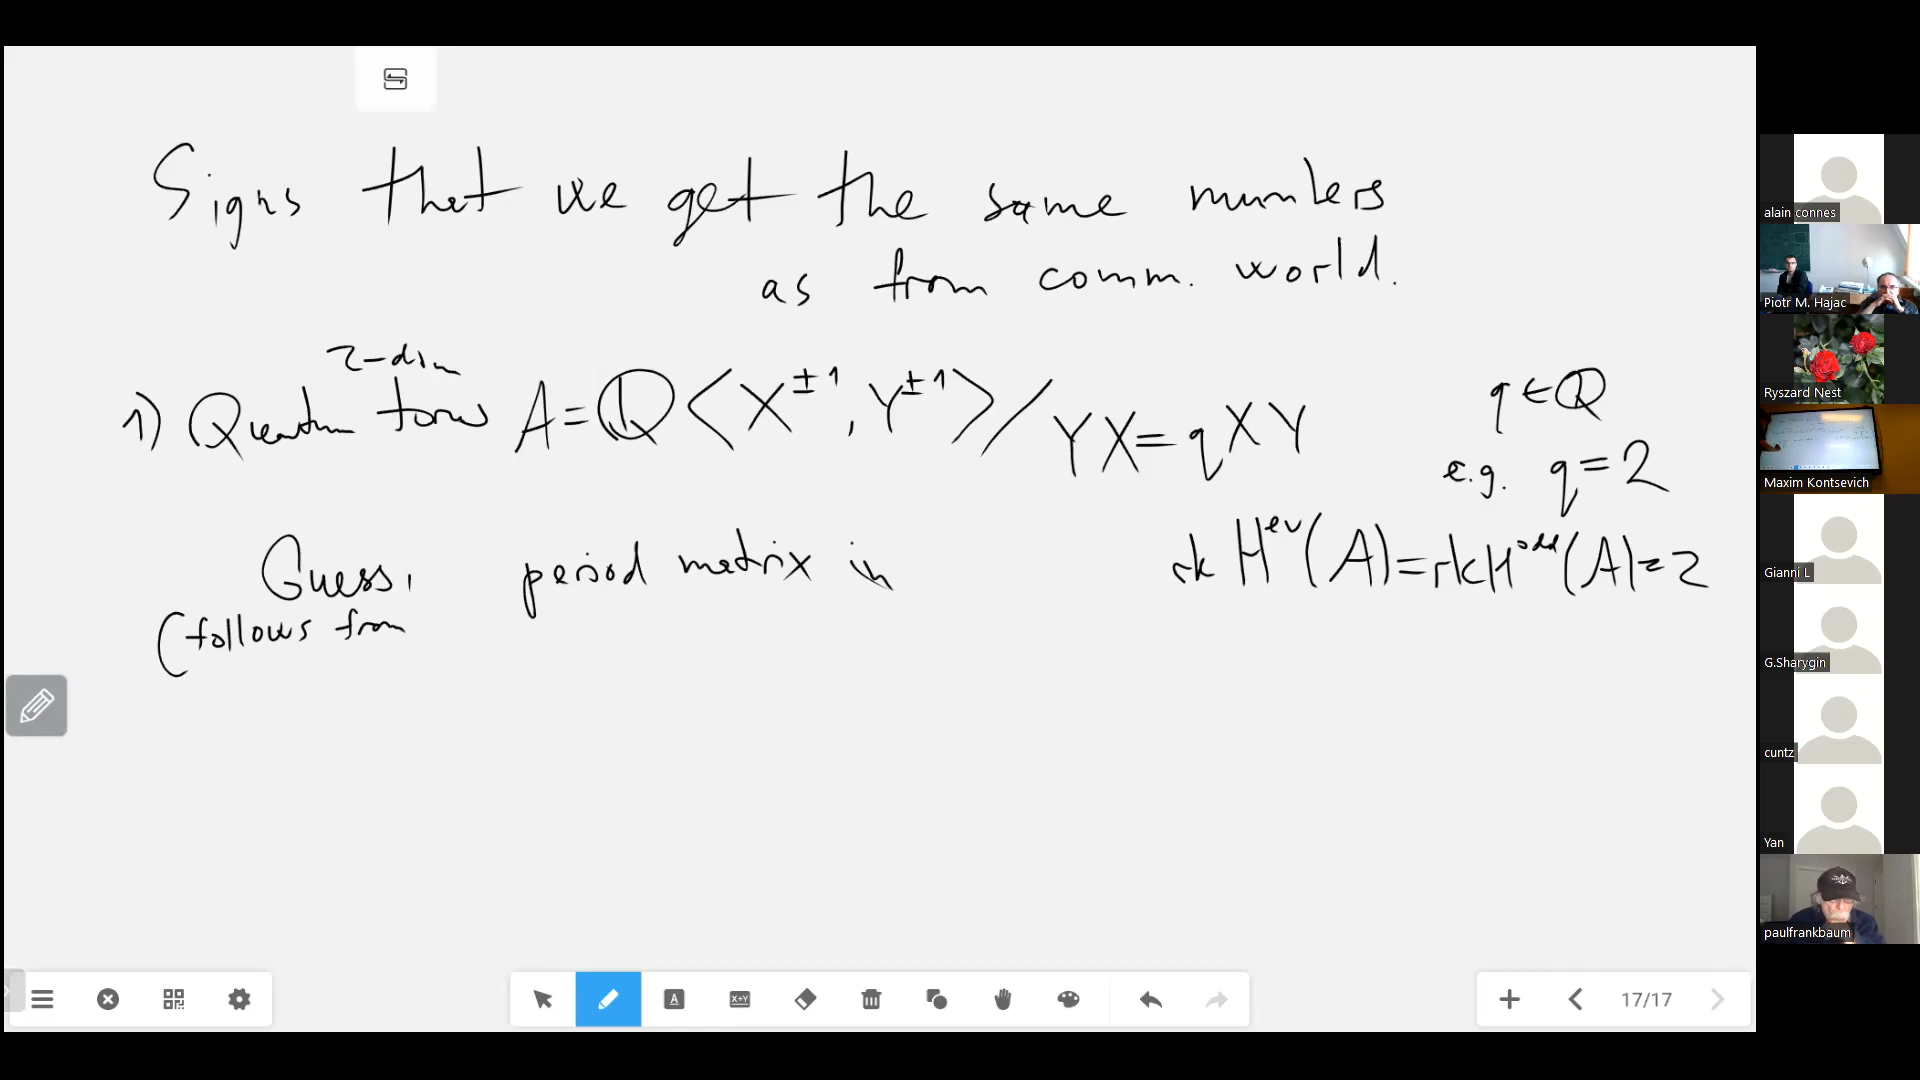 Signs that we get the same numbers
as from comm. world.
2-dim
1) Quantum torus A = ℚ⟨X^{±1}, Y^{±1}⟩/YX=qXY q∈ℚ
e.g. q=2
Guess, period matrix in rk H^{ev}(A)=rk H^{odd}(A)=2
(follows from
alain connes
Piotr M. Hajac
Ryszard Nest
Maxim Kontsevich
Gianni L
G.Sharygin
cuntz
Yan
paulfrankbaum
A
X+Y
17/17